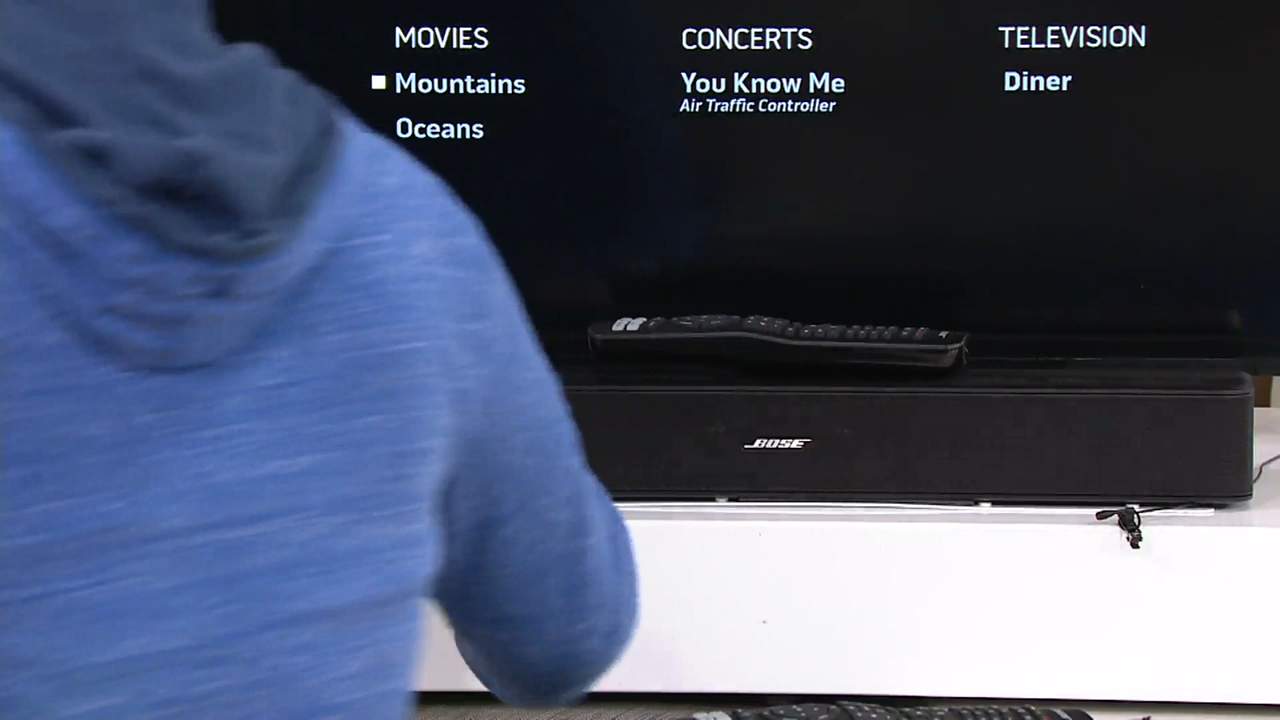 MOVIES
Mountains
Oceans
CONCERTS
You Know Me
Air Traffic Controller
TELEVISION
Diner
BOSE